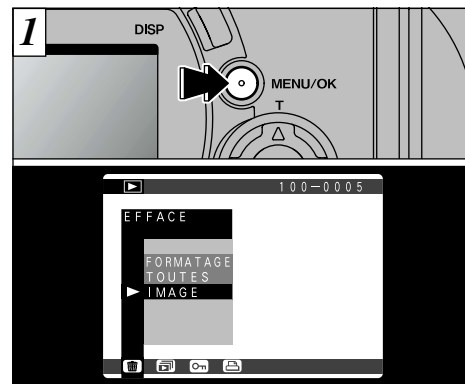 1
DISP
MENU/OK
T
100-0005
EFFACE
FORMATAGE
TOUTES
IMAGE